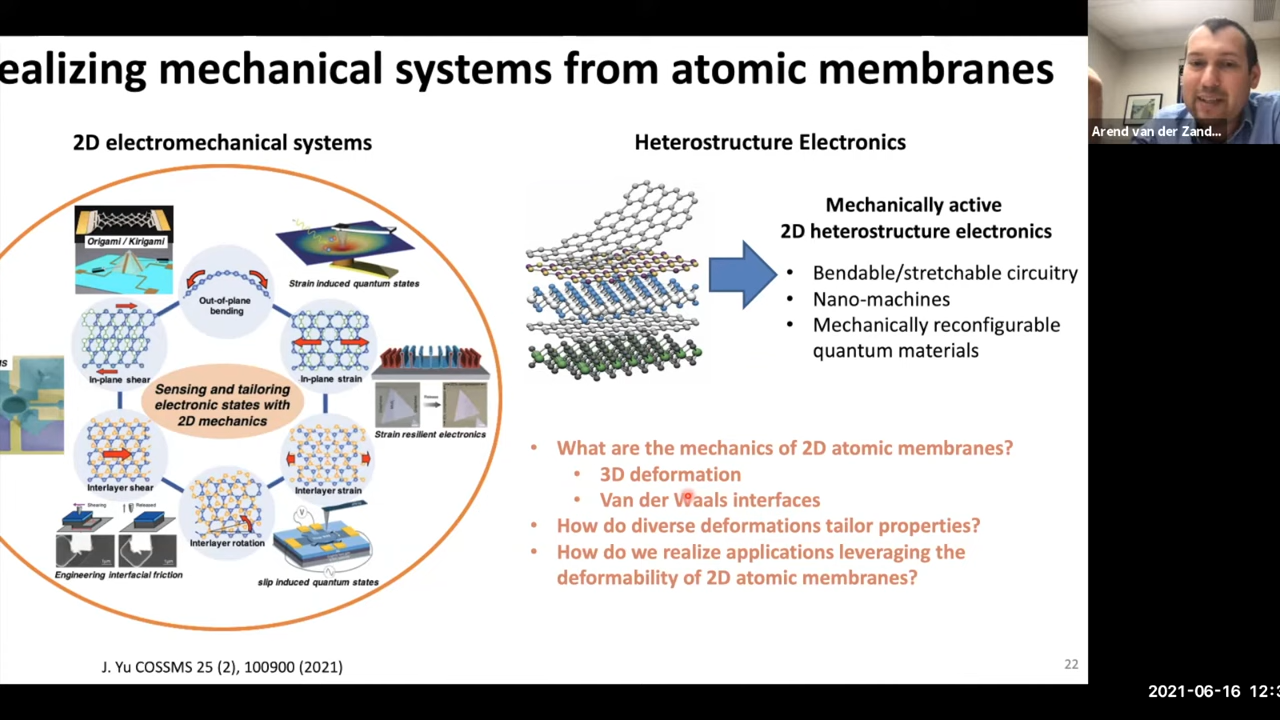 ealizing mechanical systems from atomic membranes
Arend van der Zand...
2D electromechanical systems
Heterostructure Electronics
Origami / Kirigami
Strain induced quantum states
Out-of-plane
bending
In-plane shear
In-plane strain
Sensing and tailoring
electronic states with
2D mechanics
Strain resilient electronics
Interlayer shear
Interlayer strain
Interlayer rotation
Shearing
Released
Engineering interfacial friction
slip induced quantum states
Mechanically active
2D heterostructure electronics
• Bendable/stretchable circuitry
• Nano-machines
• Mechanically reconfigurable
quantum materials
• What are the mechanics of 2D atomic membranes?
• 3D deformation
• Van der Waals interfaces
• How do diverse deformations tailor properties?
• How do we realize applications leveraging the
deformability of 2D atomic membranes?
J. Yu COSSMS 25 (2), 100900 (2021)
22
2021-06-16 12:3